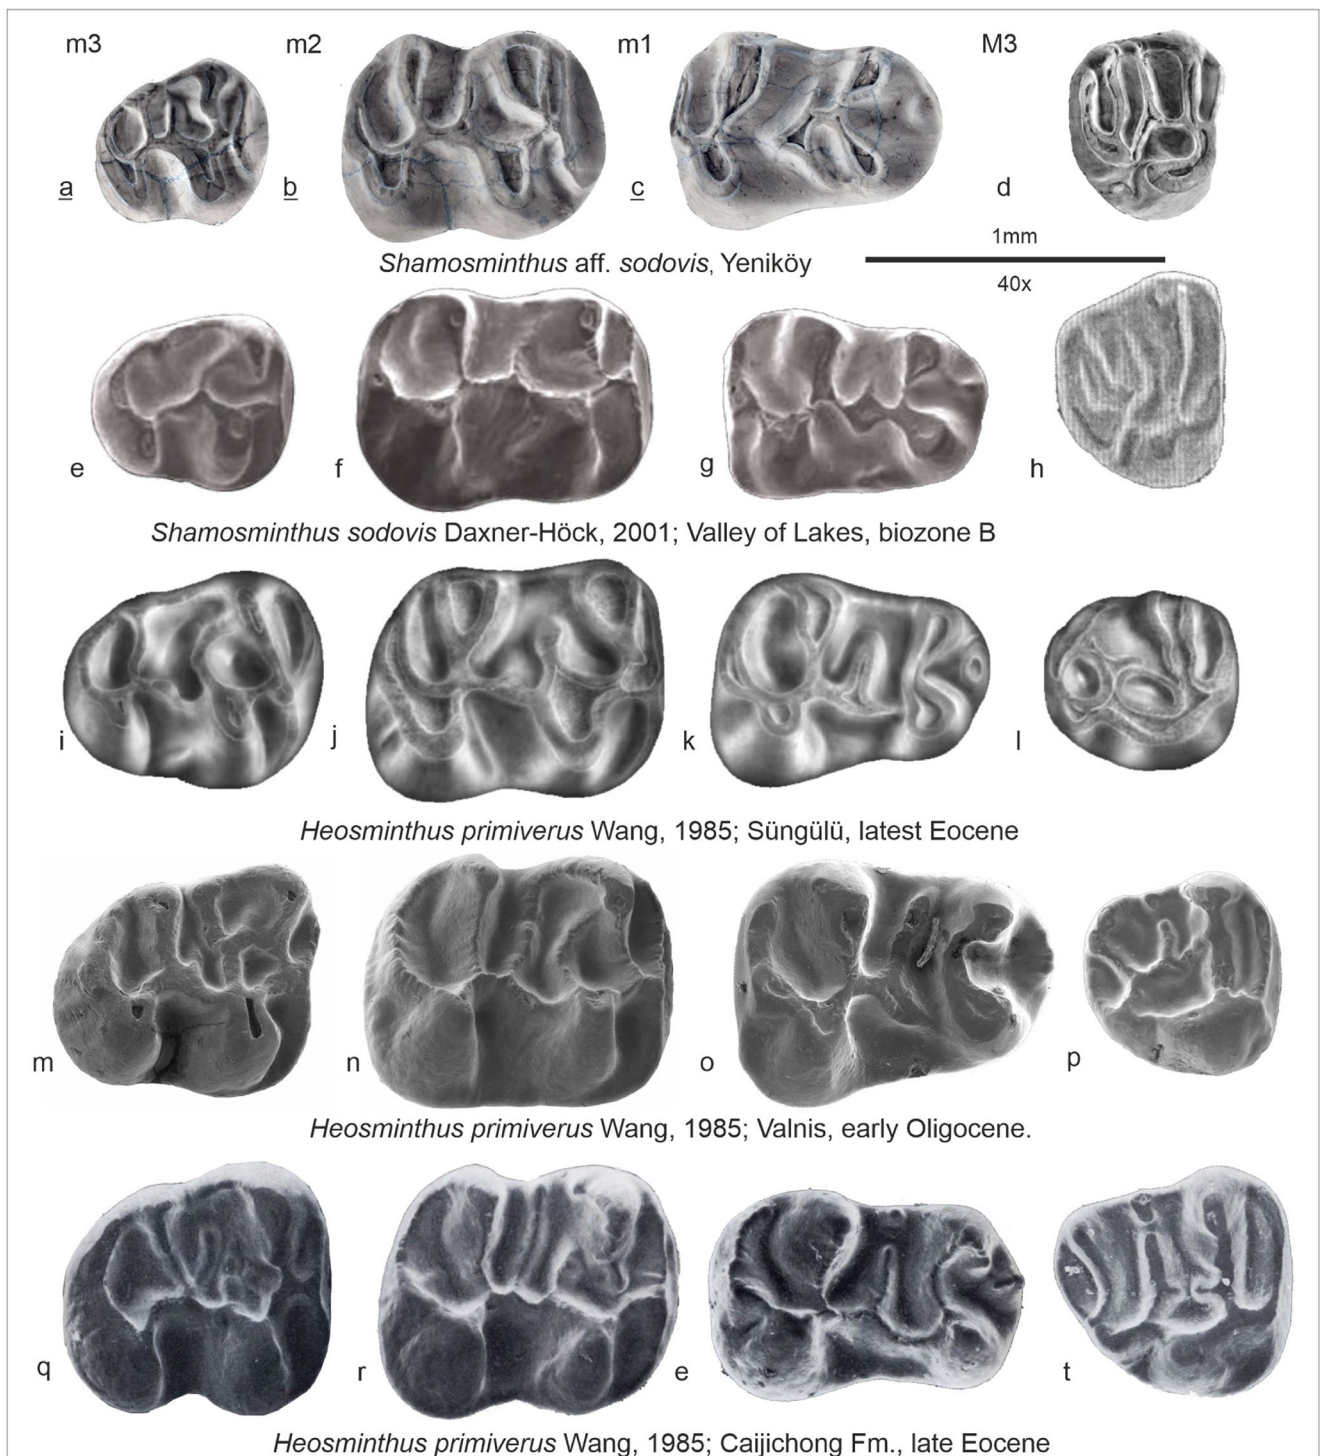 m3 m2 m1 M3
a b c d
1mm
Shamosminthus aff. sodovis, Yeniköy
40x
e f g h
Shamosminthus sodovis Daxner-Höck, 2001; Valley of Lakes, biozone B
i j k l
Heosminthus primiverus Wang, 1985; Süngülü, latest Eocene
m n o p
Heosminthus primiverus Wang, 1985; Valnis, early Oligocene.
q r e t
Heosminthus primiverus Wang, 1985; Caijichong Fm., late Eocene